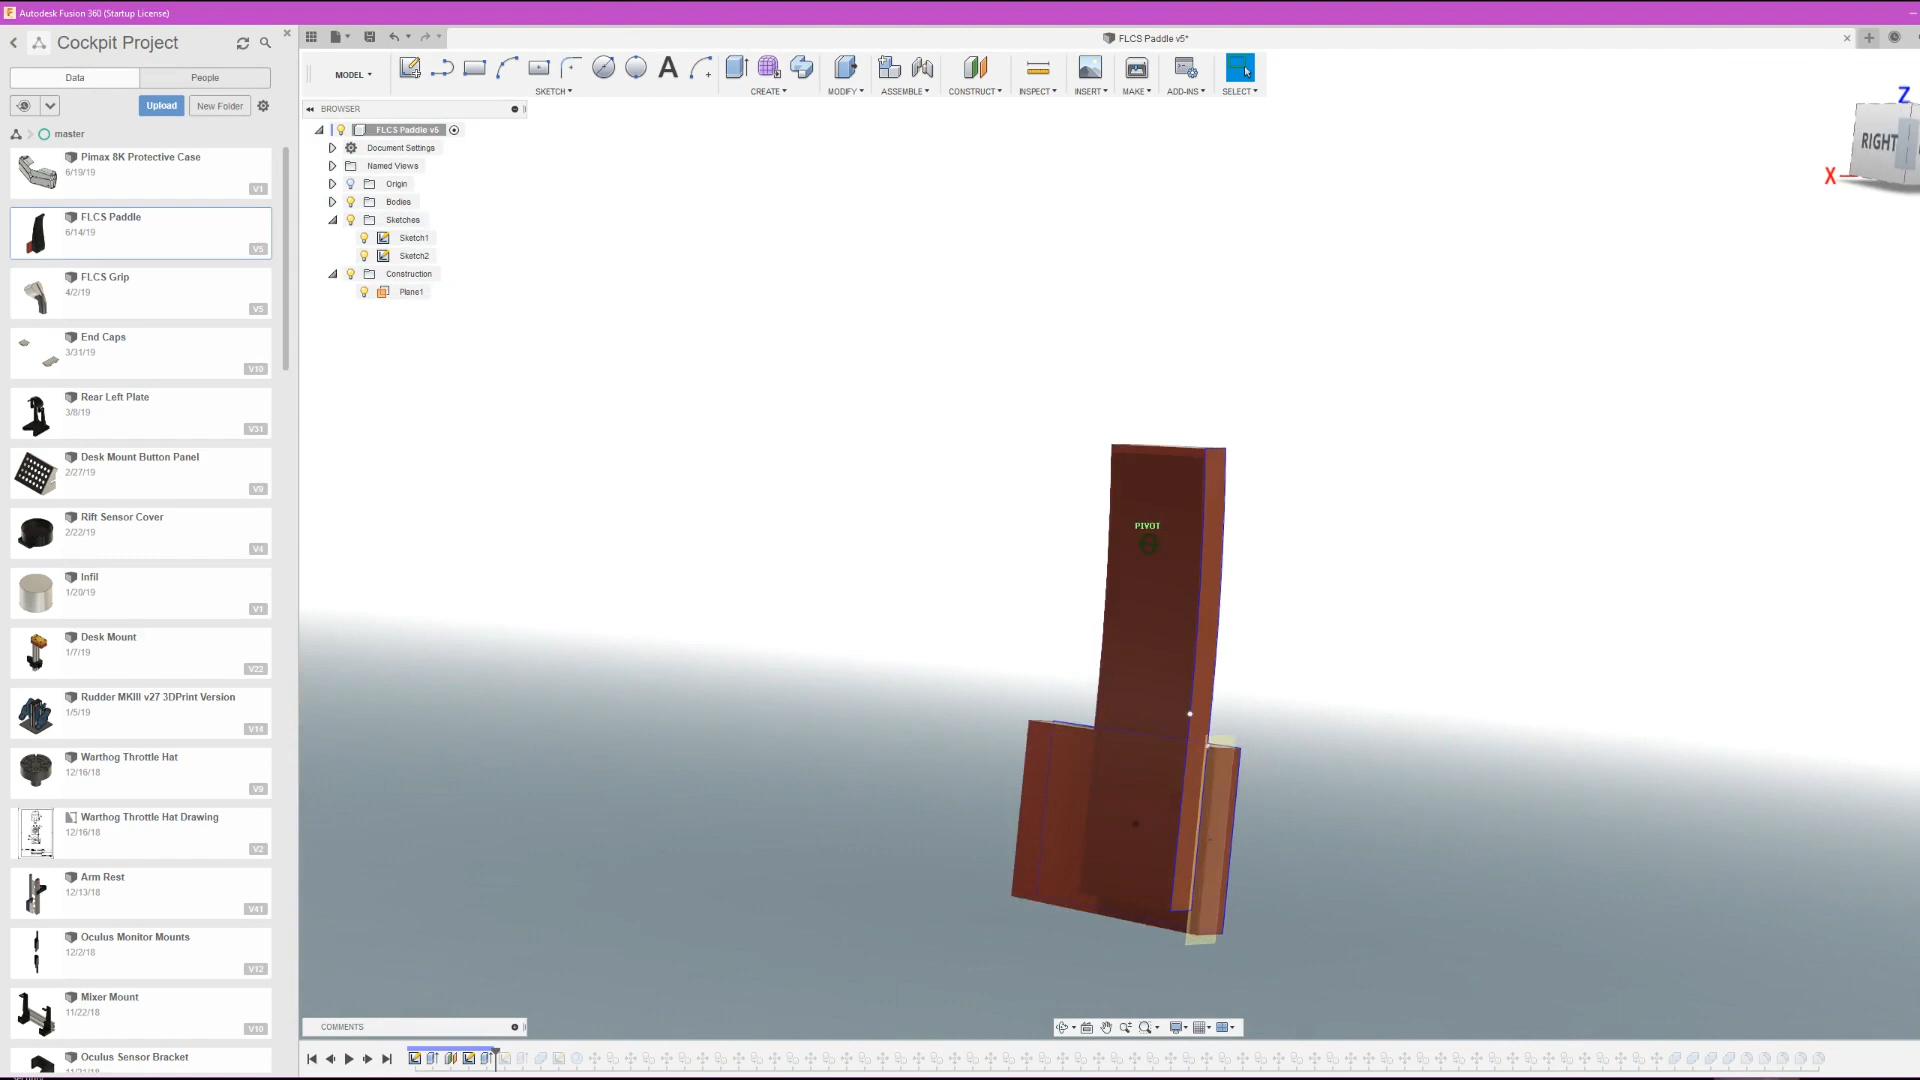 Autodesk Fusion 360 (Startup License)
Cockpit Project
FLCS Paddle v5*
Data
People
Upload
New Folder
master
Pimax 8K Protective Case
6/19/19
V1
FLCS Paddle
6/14/19
V5
FLCS Grip
4/2/19
V5
End Caps
3/31/19
V10
Rear Left Plate
3/8/19
V31
Desk Mount Button Panel
2/27/19
V9
Rift Sensor Cover
2/22/19
V4
Infil
1/20/19
V1
Desk Mount
1/7/19
V22
Rudder MKIII v27 3DPrint Version
1/5/19
V14
Warthog Throttle Hat
12/16/18
V9
Warthog Throttle Hat Drawing
12/16/18
V2
Arm Rest
12/13/18
V41
Oculus Monitor Mounts
12/2/18
V12
Mixer Mount
11/22/18
V10
Oculus Sensor Bracket
MODEL
SKETCH
CREATE
MODIFY
ASSEMBLE
CONSTRUCT
INSPECT
INSERT
MAKE
ADD-INS
SELECT
BROWSER
FLCS Paddle v5
Document Settings
Named Views
Origin
Bodies
Sketches
Sketch1
Sketch2
Construction
Plane1
Z
RIGHT
X
PIVOT
COMMENTS